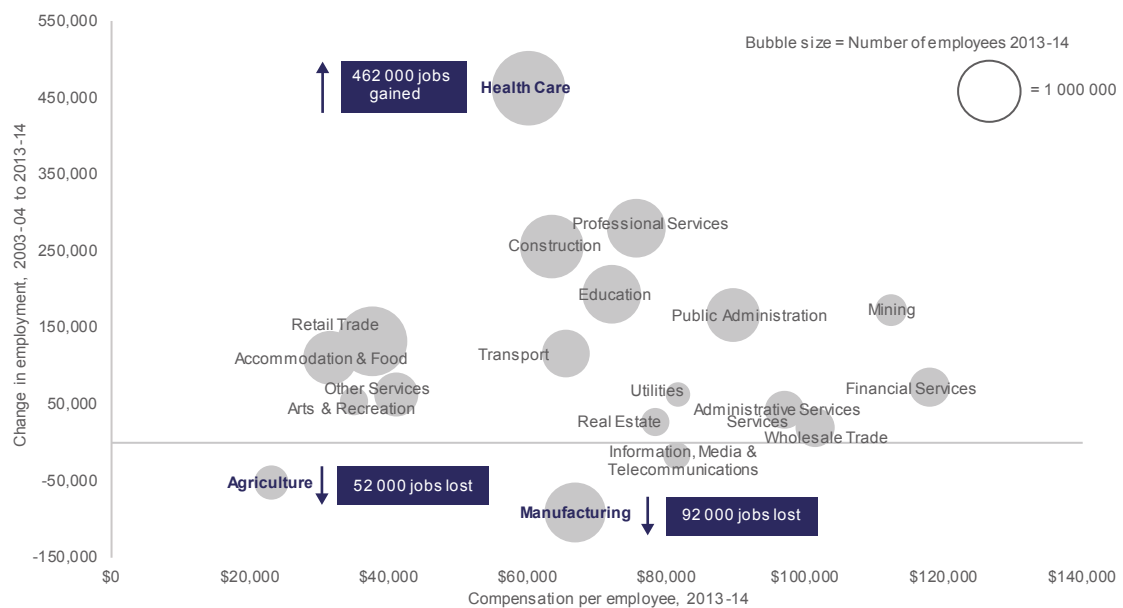 550,000
450,000
350,000
250,000
150,000
50,000
-50,000
-150,000
Change in employment, 2003-04 to 2013-14
Bubble size = Number of employees 2013-14
= 1 000 000
462 000 jobs
gained
Health Care
Professional Services
Construction
Education
Public Administration
Mining
Retail Trade
Accommodation & Food
Transport
Other Services
Arts & Recreation
Utilities
Financial Services
Real Estate
Administrative Services
Services
Wholesale Trade
Information, Media &
Telecommunications
Agriculture
52 000 jobs lost
Manufacturing
92 000 jobs lost
$0
$20,000
$40,000
$60,000
$80,000
$100,000
$120,000
$140,000
Compensation per employee, 2013-14